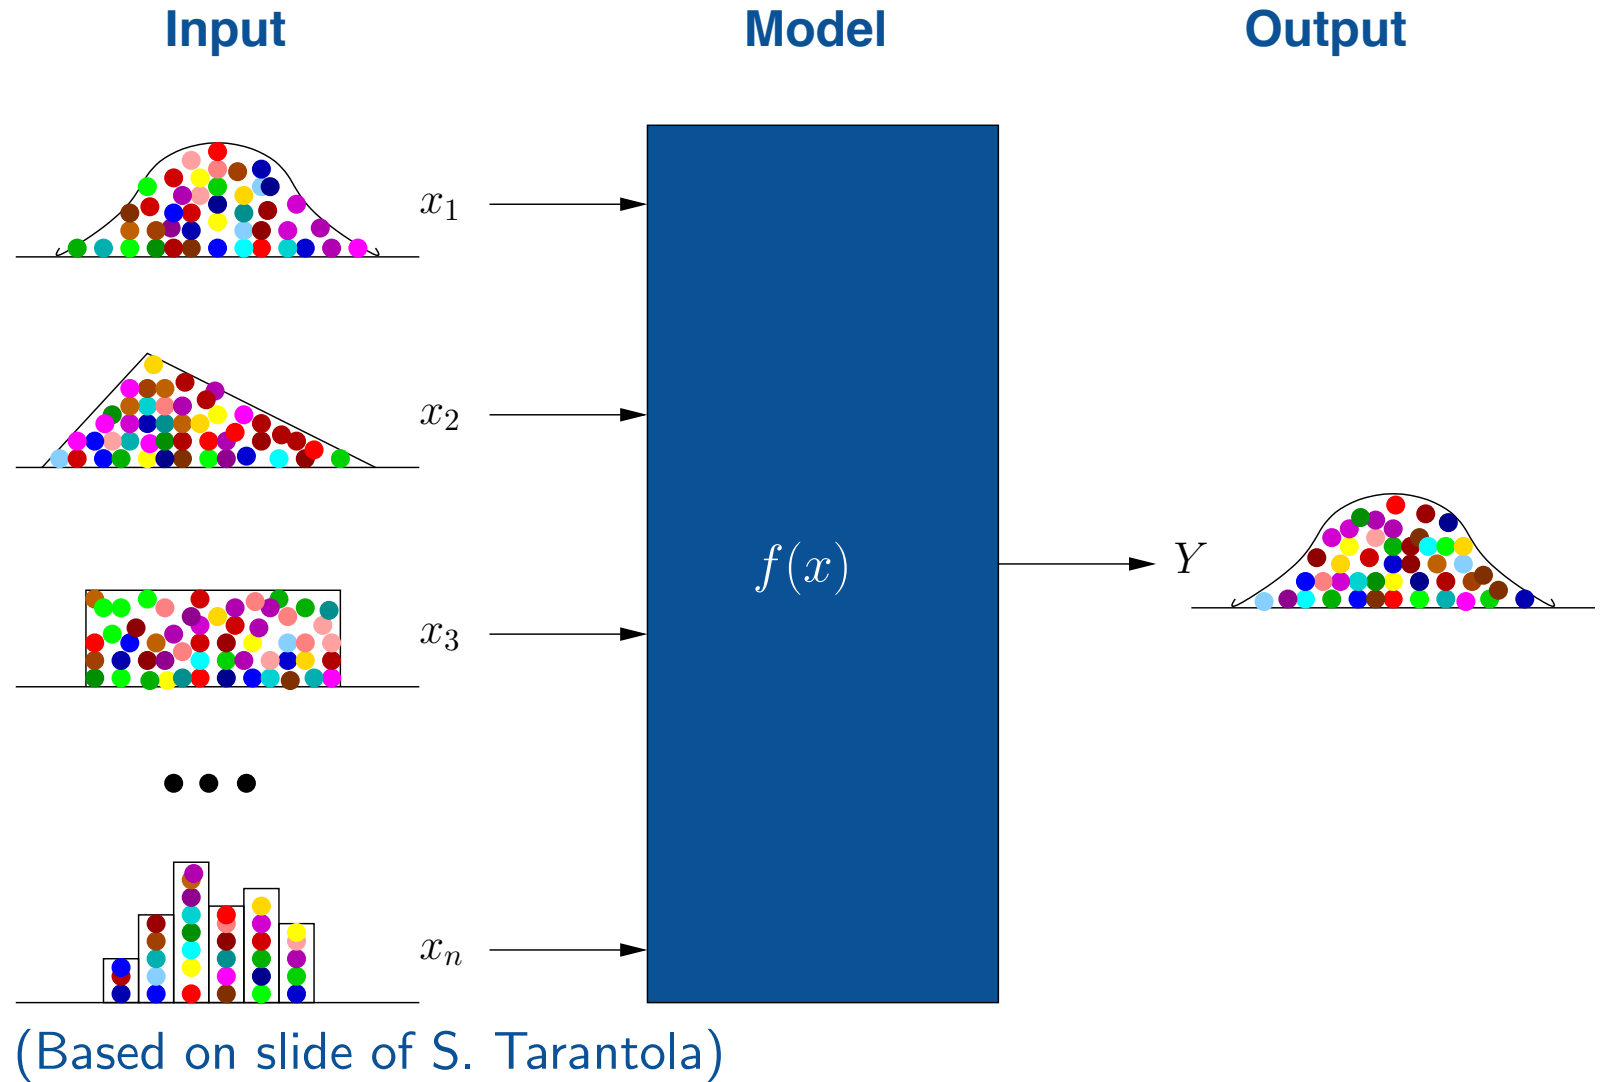 Input Model Output
x₁
x₂
f(x) Y
x₃
xₙ
(Based on slide of S. Tarantola)